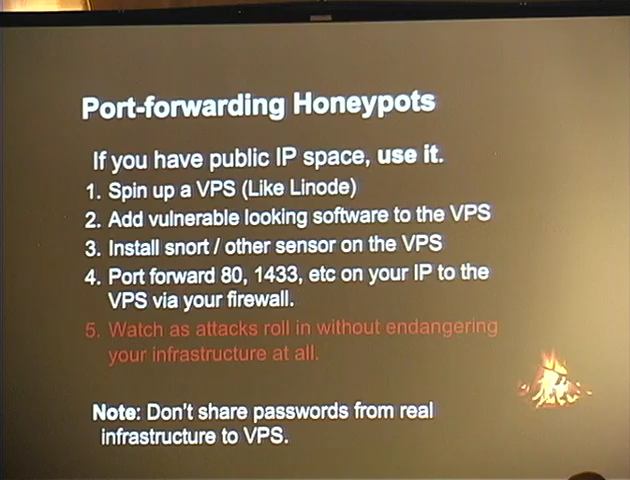 Port-forwarding Honeypots
If you have public IP space, use it.
1. Spin up a VPS (Like Linode)
2. Add vulnerable looking software to the VPS
3. Install snort / other sensor on the VPS
4. Port forward 80, 1433, etc on your IP to the
VPS via your firewall.
5. Watch as attacks roll in without endangering
your infrastructure at all.
Note: Don't share passwords from real
infrastructure to VPS.